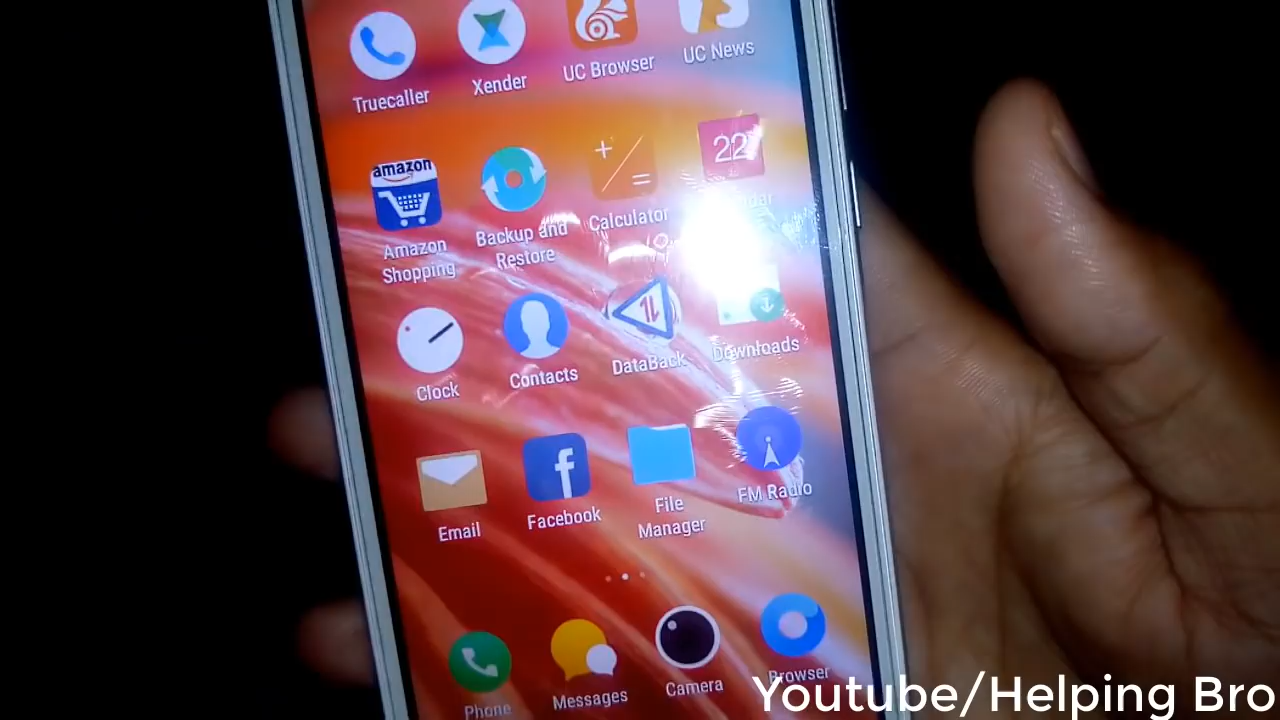 Truecaller
Xender
UC Browser
UC News
amazon
Amazon
Shopping
Backup and
Restore
+
=
Calculator
22
Clock
Contacts
DataBack
Downloads
Email
f
Facebook
File
Manager
FM Radio
Phone
Messages
Camera
Browser
Youtube/Helping Bro